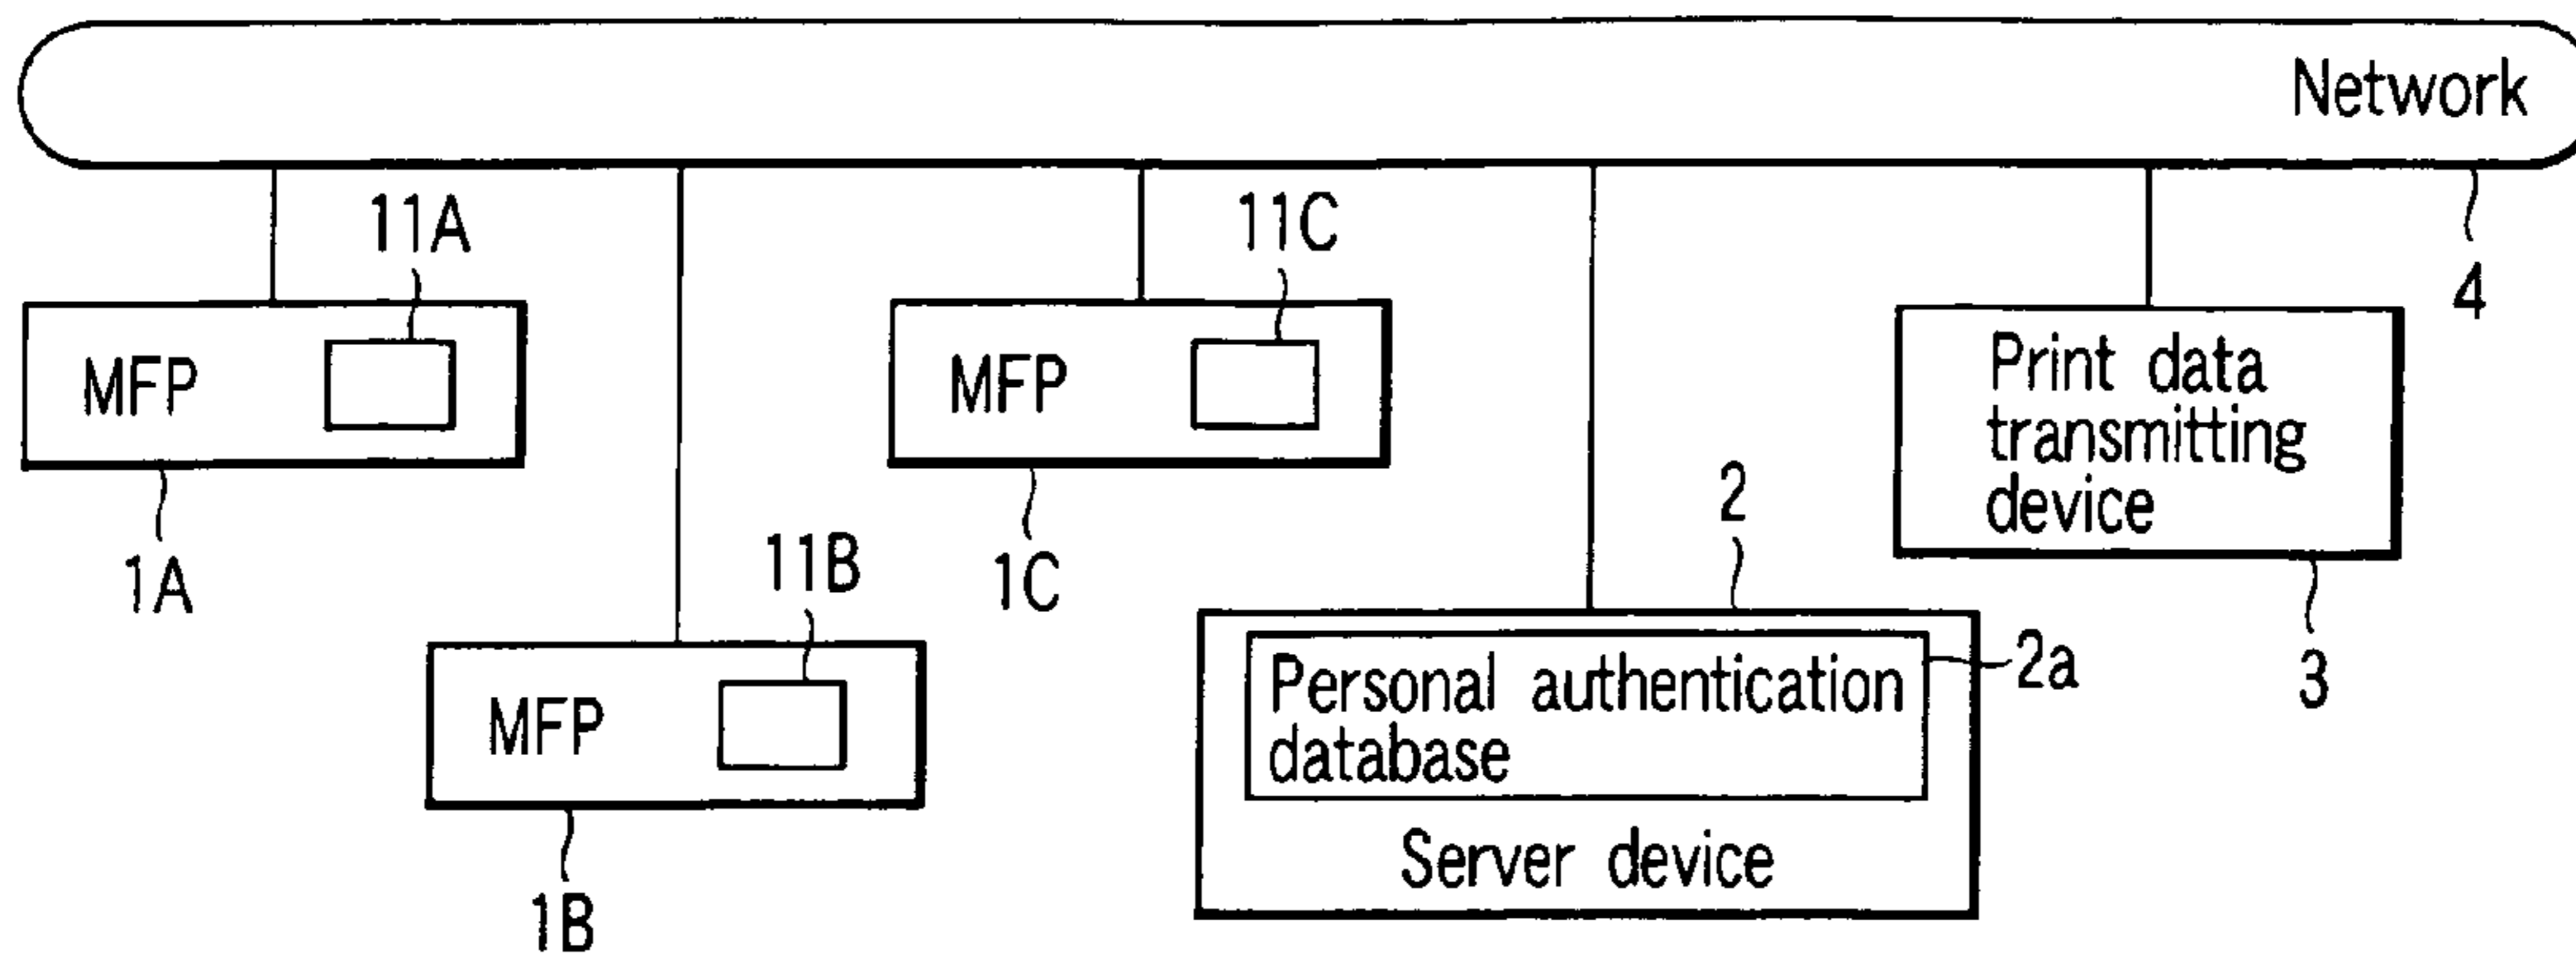 Network
11A
11C
4
MFP
MFP
Print data
transmitting
device
1A
1C
2
11B
3
MFP
Personal authentication
database
2a
Server device
1B